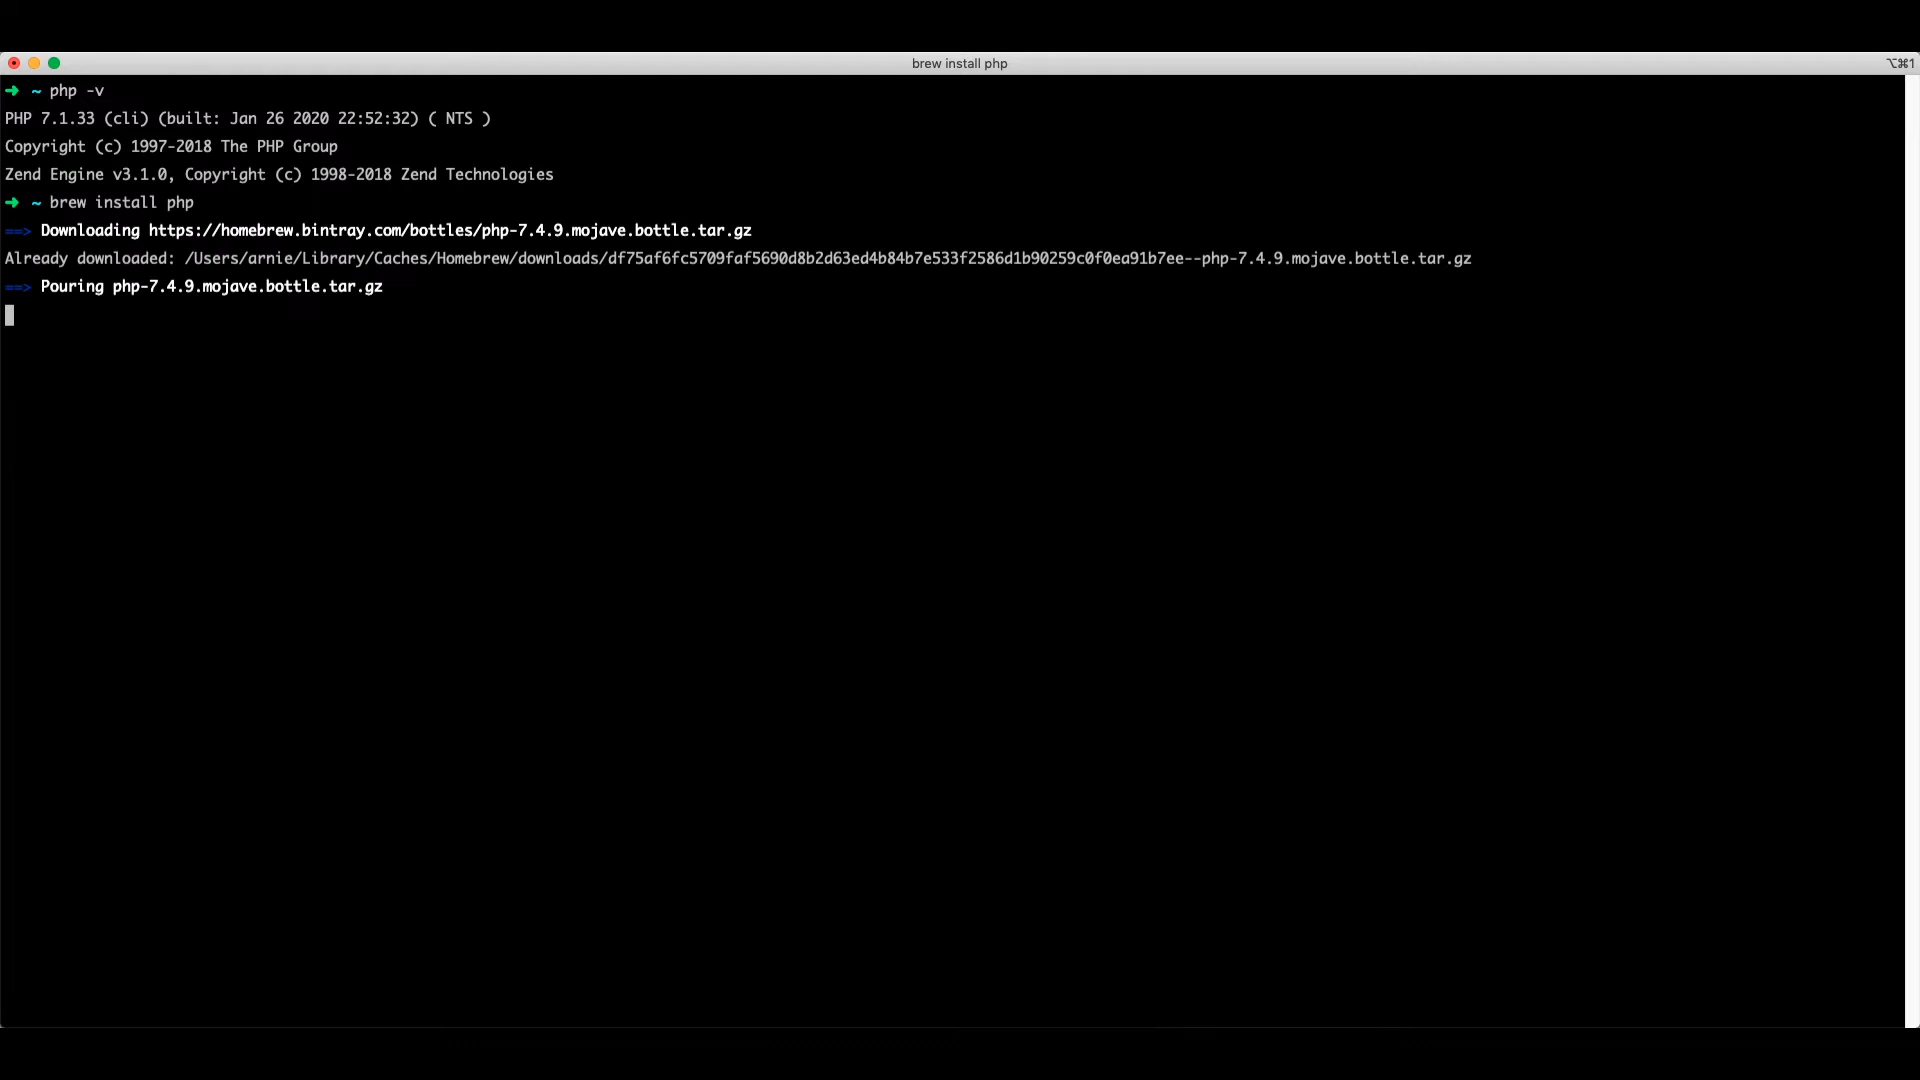 brew install php
⌥⌘1
➜ ~ php -v
PHP 7.1.33 (cli) (built: Jan 26 2020 22:52:32) ( NTS )
Copyright (c) 1997-2018 The PHP Group
Zend Engine v3.1.0, Copyright (c) 1998-2018 Zend Technologies
➜ ~ brew install php
==> Downloading https://homebrew.bintray.com/bottles/php-7.4.9.mojave.bottle.tar.gz
Already downloaded: /Users/arnie/Library/Caches/Homebrew/downloads/df75af6fc5709faf5690d8b2d63ed4b84b7e533f2586d1b90259c0f0ea91b7ee--php-7.4.9.mojave.bottle.tar.gz
==> Pouring php-7.4.9.mojave.bottle.tar.gz